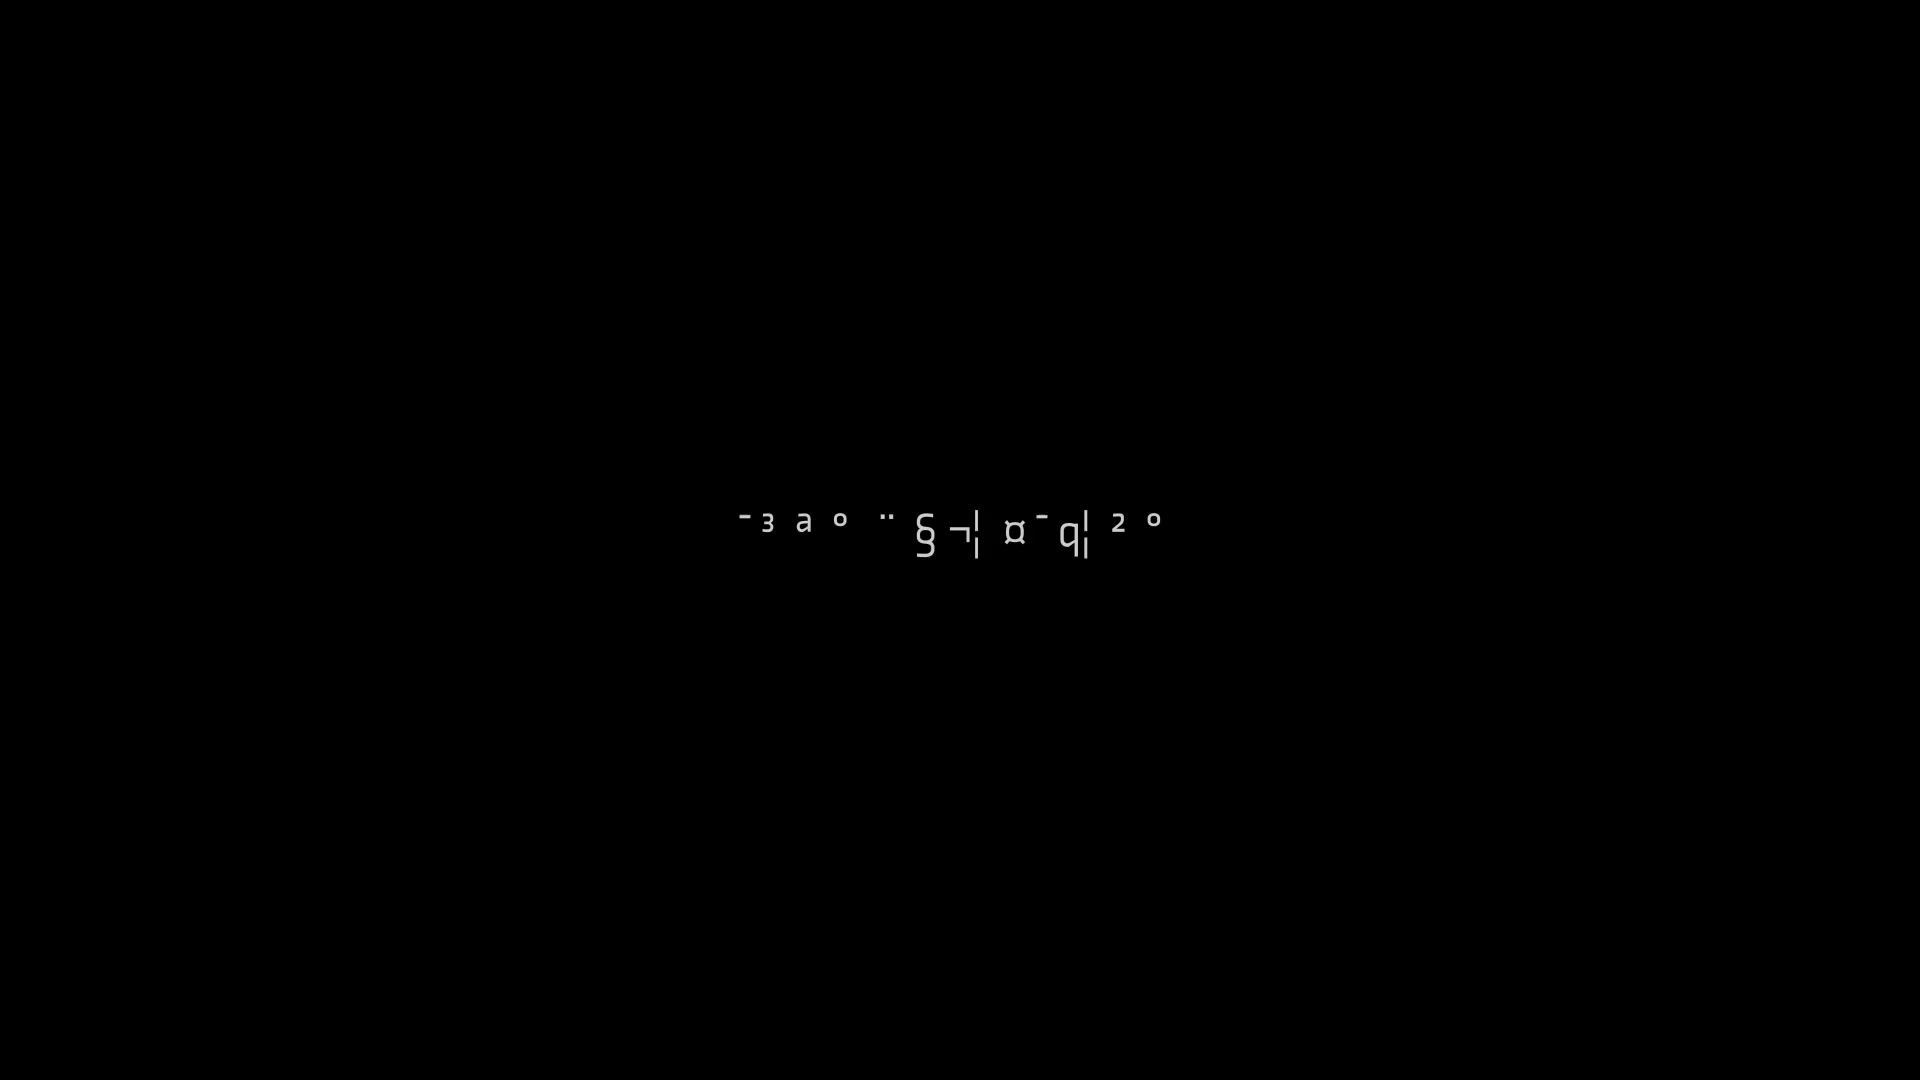 ¯³ ª º ¨ §¬¦ ¤¯q¦ ² º